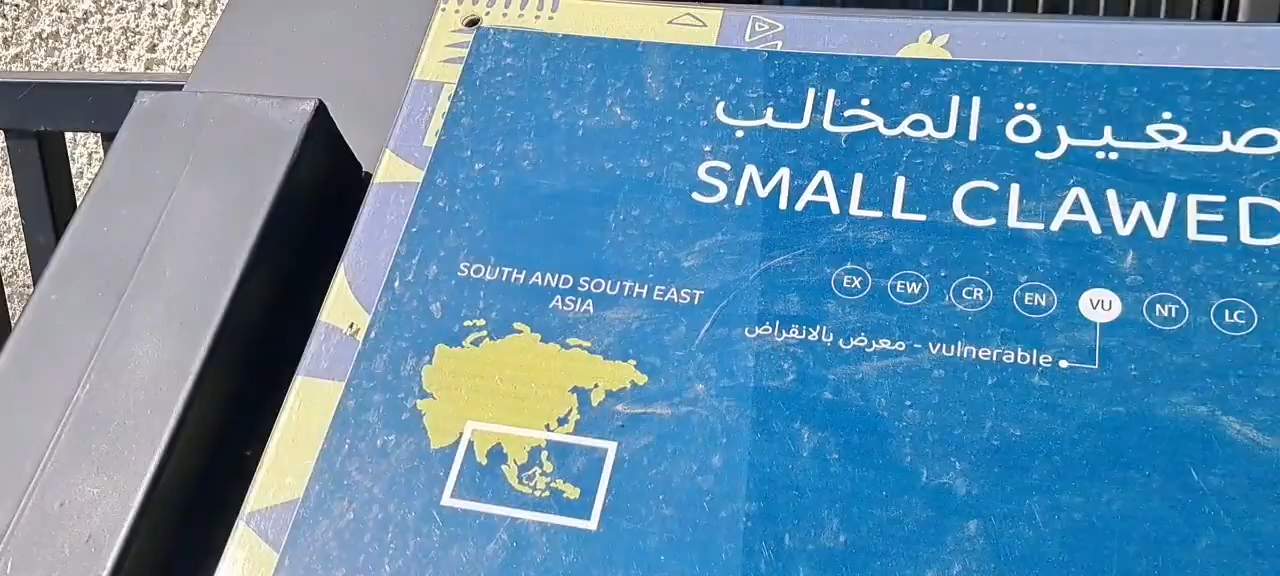 صغيرة المخالب
SMALL CLAWED
SOUTH AND SOUTH EAST
ASIA
EX EW CR EN VU NT LC
معرض بالانقراض - vulnerable